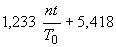 1,233 nt/T₀ + 5,418